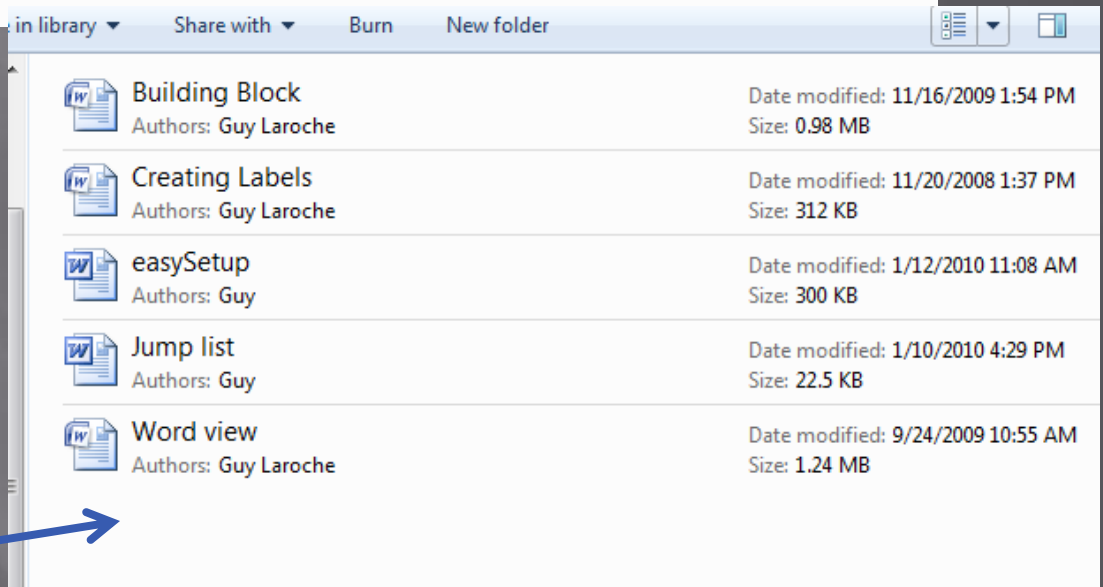 in library Share with Burn New folder
Building Block Date modified: 11/16/2009 1:54 PM
Authors: Guy Laroche Size: 0.98 MB
Creating Labels Date modified: 11/20/2008 1:37 PM
Authors: Guy Laroche Size: 312 KB
easySetup Date modified: 1/12/2010 11:08 AM
Authors: Guy Size: 300 KB
Jump list Date modified: 1/10/2010 4:29 PM
Authors: Guy Size: 22.5 KB
Word view Date modified: 9/24/2009 10:55 AM
Authors: Guy Laroche Size: 1.24 MB